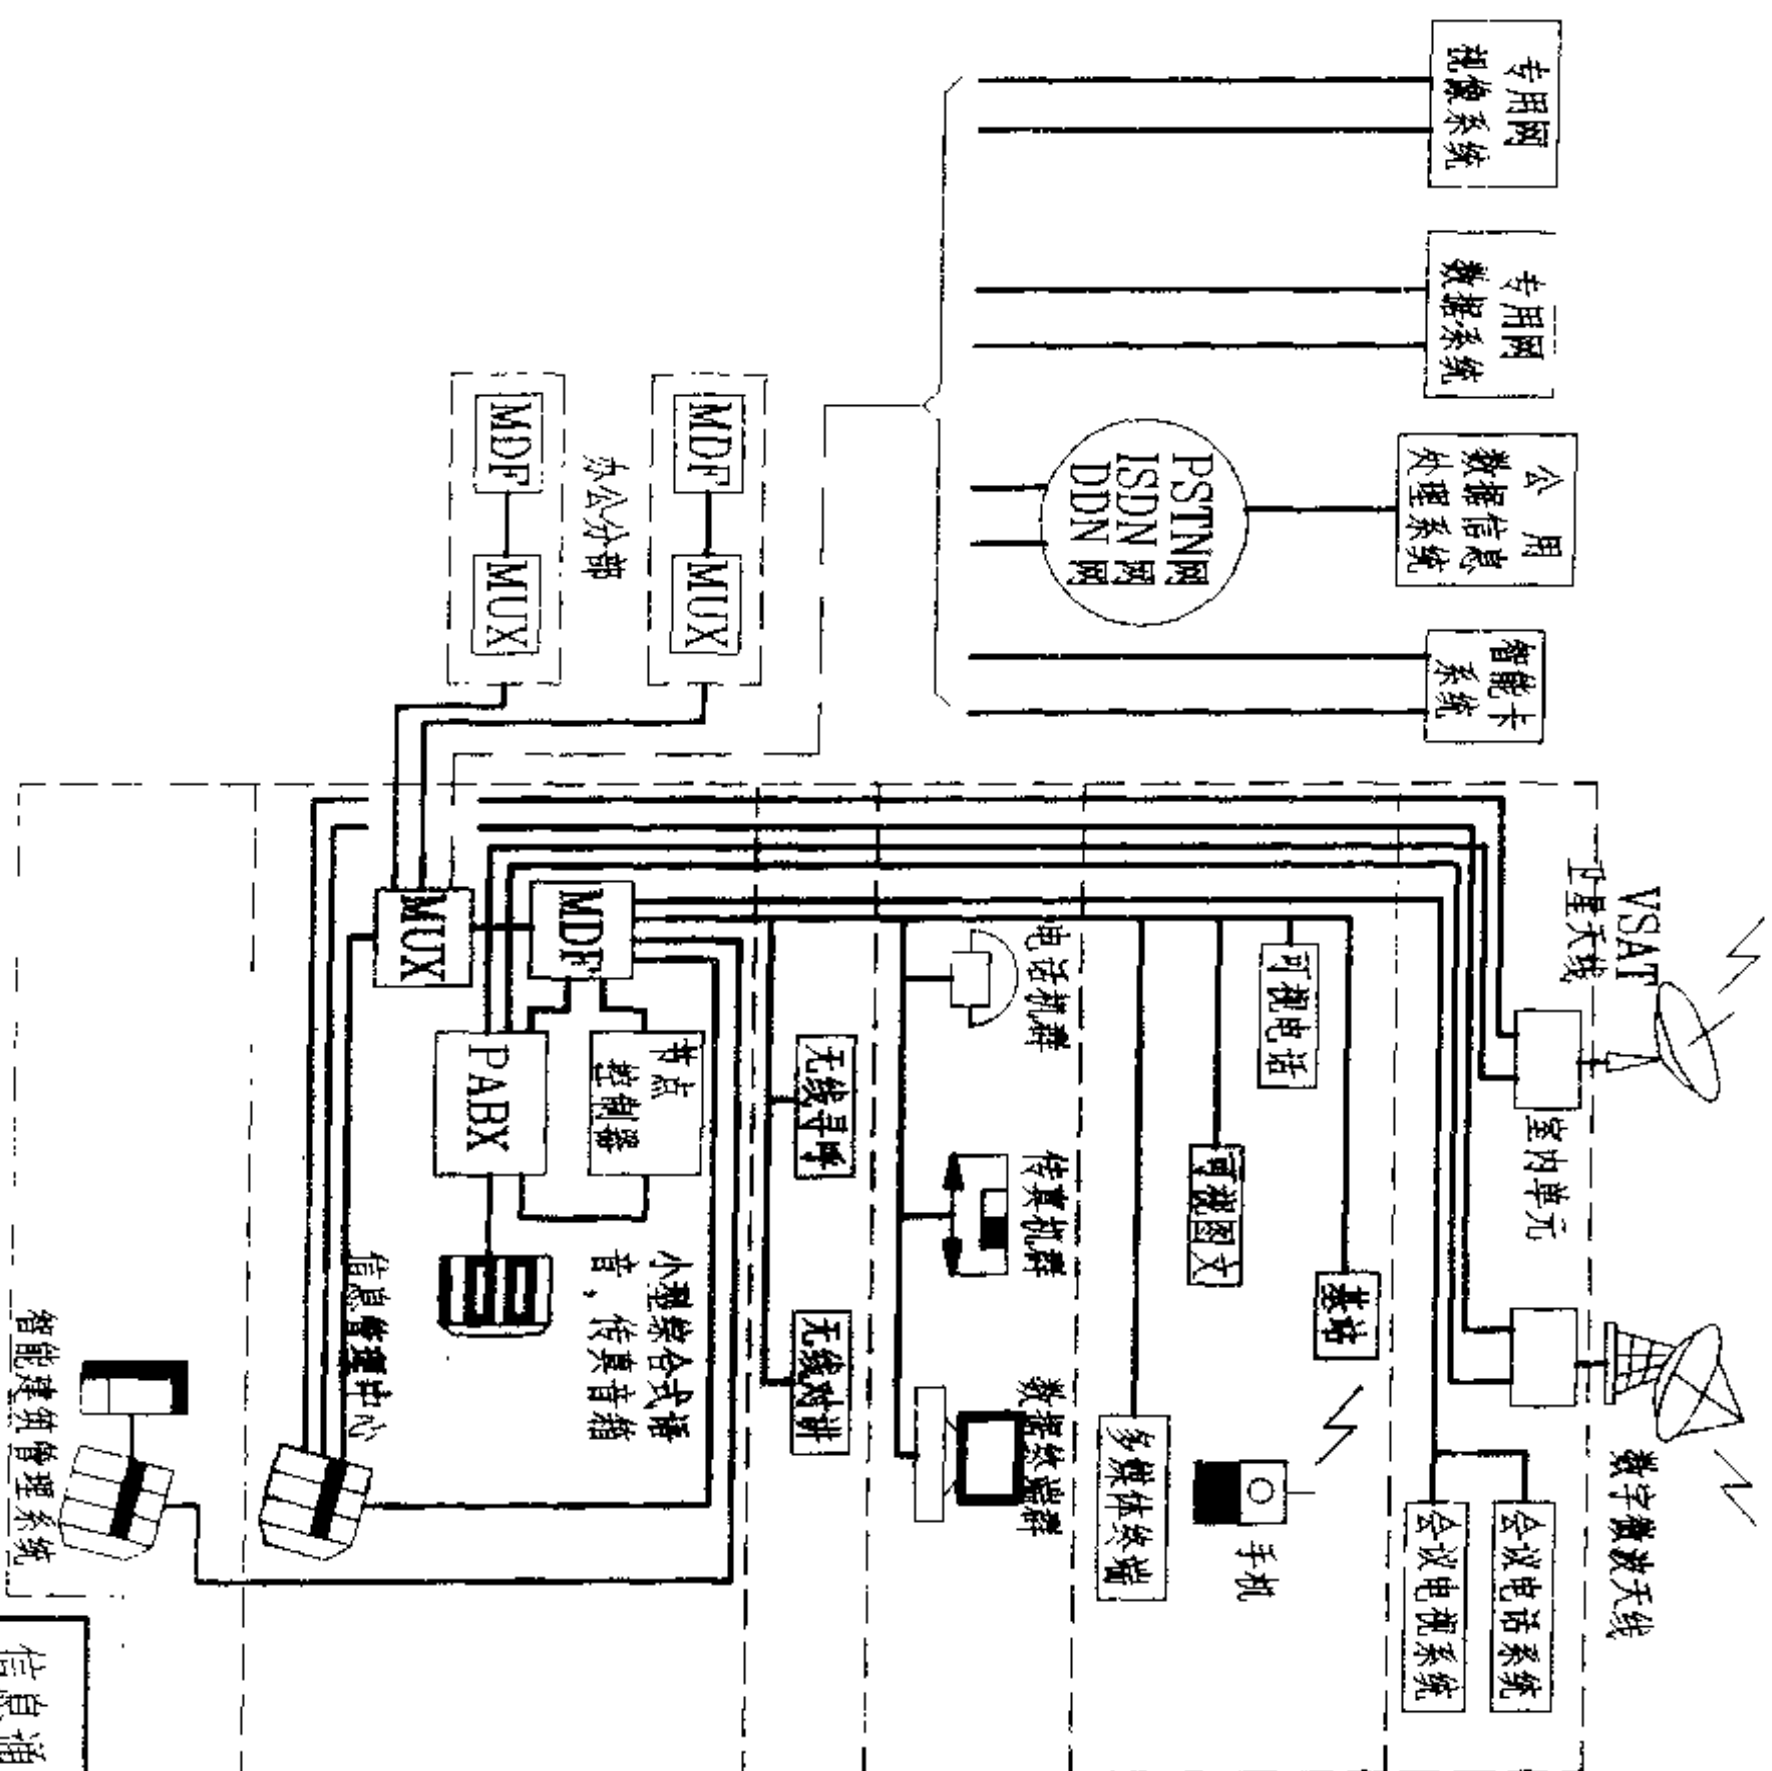 专用网
视像系统
专用网
数据系统
公 用
数据信息
处理系统
智能卡
系统
PSTN网
ISDN网
DDN 网
MDF
MUX
办公分部
MDF
MUX
VSAT
卫星天线
室内单元
数字微波天线
会议电话系统
会议电视系统
可视电话
基站
可视图文
手机
多媒体终端
电话机群
传真机群
数据终端群
无线寻呼
无线对讲
MDF
MUX
节点
控制器
PABX
小型综合式语
音，传真音箱
信息管理中心
智能建筑管理系统
信息通